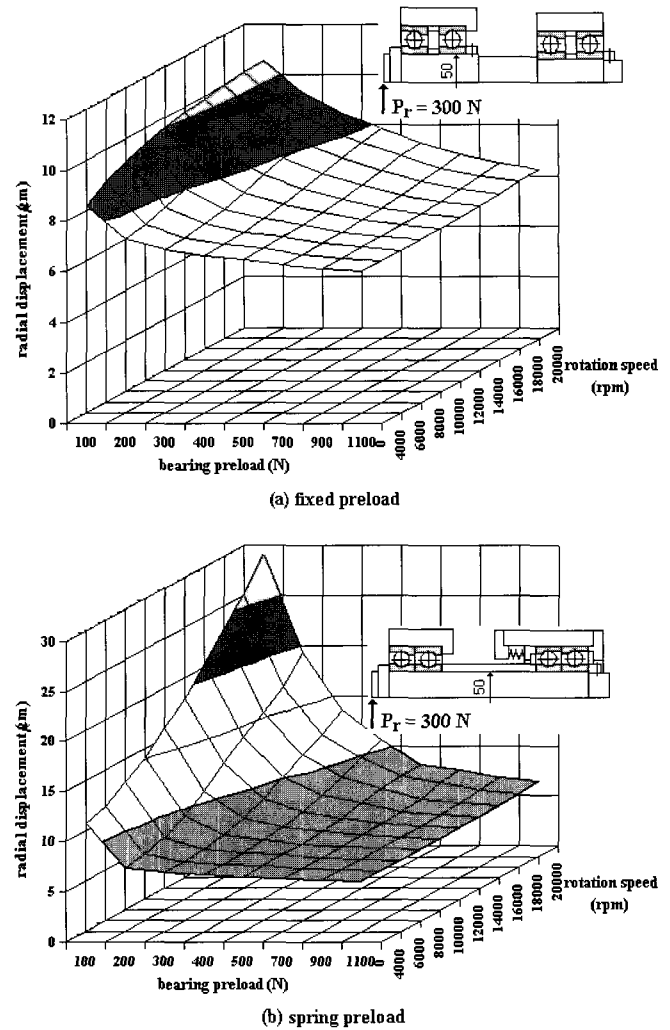 12
10
8
6
4
2
0
radial displacement (μm)
50
Pr = 300 N
100 200 300 400 500 700 900 1100
bearing preload (N)
0 4000 6000 8000 10000 12000 14000 16000 18000 20000
rotation speed
(rpm)
(a) fixed preload
30
25
20
15
10
5
0
radial displacement (μm)
50
Pr = 300 N
100 200 300 400 500 700 900 1100
bearing preload (N)
0 4000 6000 8000 10000 12000 14000 16000 18000 20000
rotation speed
(rpm)
(b) spring preload